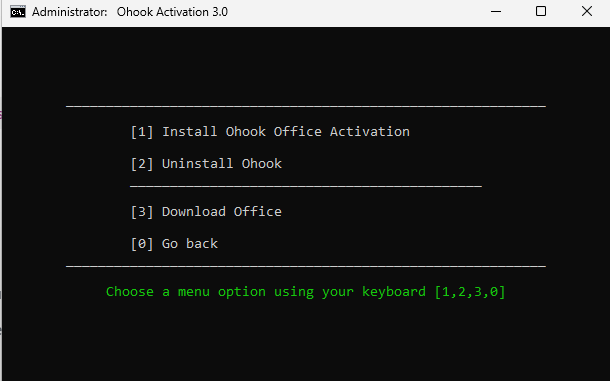 Administrator: Ohook Activation 3.0
[1] Install Ohook Office Activation
[2] Uninstall Ohook
[3] Download Office
[0] Go back
Choose a menu option using your keyboard [1,2,3,0]